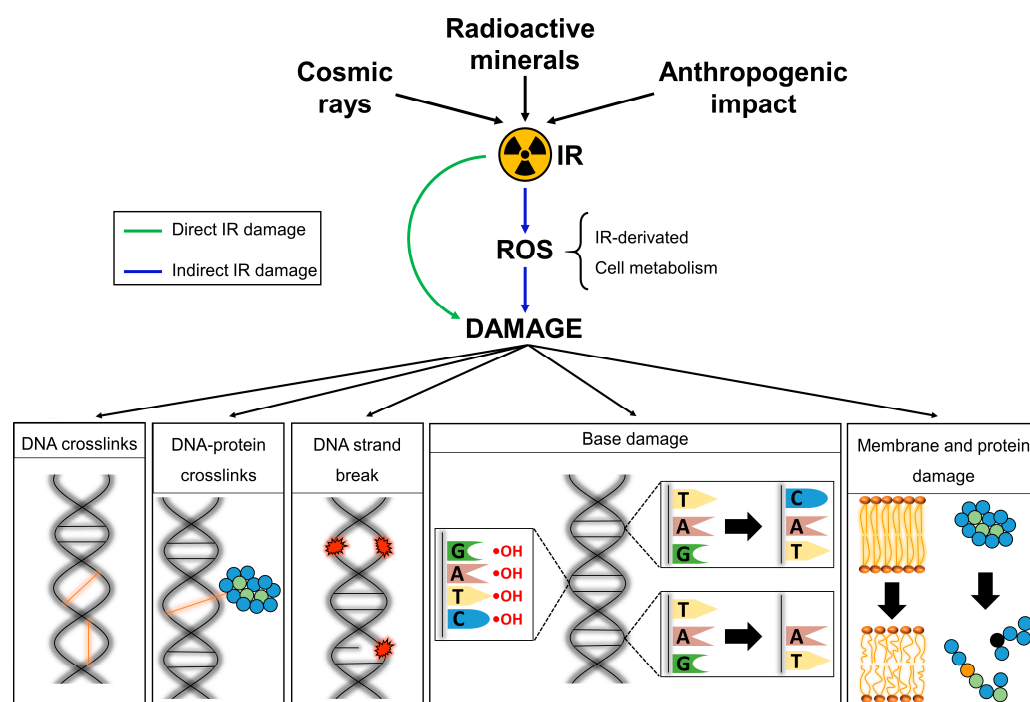 Radioactive
minerals
Cosmic
rays
Anthropogenic
impact
IR
Direct IR damage
Indirect IR damage
ROS
IR-derivated
Cell metabolism
DAMAGE
DNA crosslinks
DNA-protein
crosslinks
DNA strand
break
Base damage
Membrane and protein
damage
G •OH
A •OH
T •OH
C •OH
T
A
G
C
A
T
T
A
G
A
T